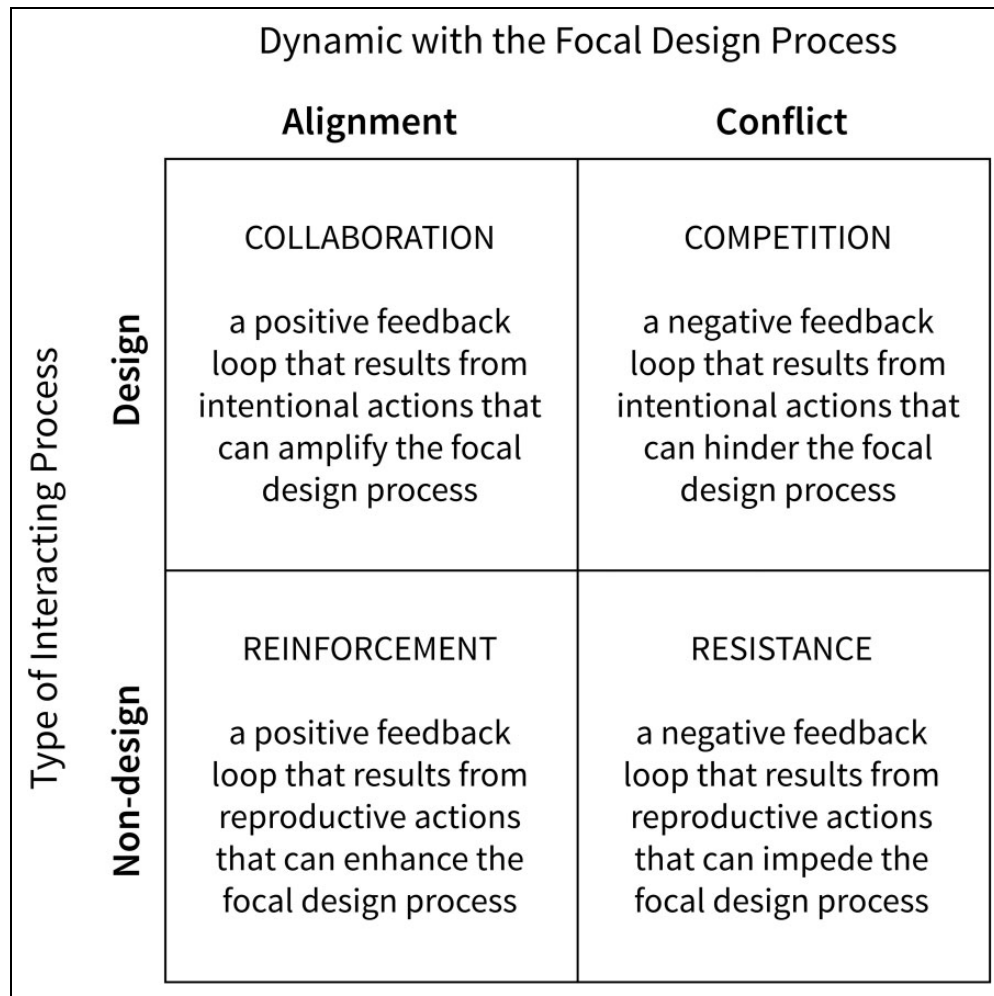 Dynamic with the Focal Design Process
Alignment
Conflict
Type of Interacting Process
Design
COLLABORATION
a positive feedback
loop that results from
intentional actions that
can amplify the focal
design process
COMPETITION
a negative feedback
loop that results from
intentional actions that
can hinder the focal
design process
Non-design
REINFORCEMENT
a positive feedback
loop that results from
reproductive actions
that can enhance the
focal design process
RESISTANCE
a negative feedback
loop that results from
reproductive actions
that can impede the
focal design process